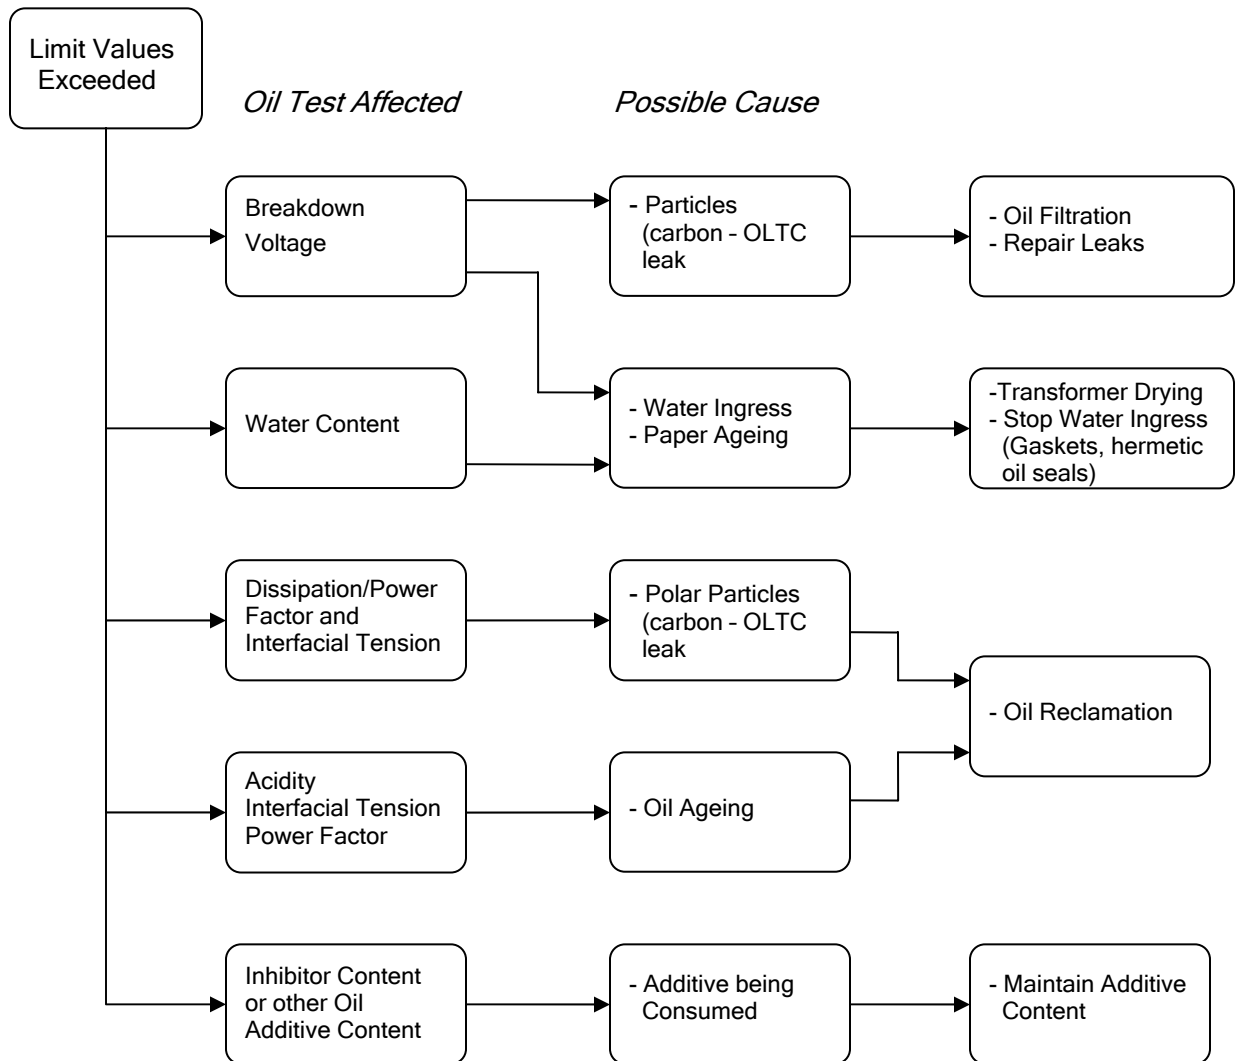 Limit Values
Exceeded
Oil Test Affected
Possible Cause
Breakdown
Voltage
- Particles
(carbon – OLTC
leak
- Oil Filtration
- Repair Leaks
Water Content
- Water Ingress
- Paper Ageing
-Transformer Drying
- Stop Water Ingress
(Gaskets, hermetic
oil seals)
Dissipation/Power
Factor and
Interfacial Tension
- Polar Particles
(carbon – OLTC
leak
- Oil Reclamation
Acidity
Interfacial Tension
Power Factor
- Oil Ageing
Inhibitor Content
or other Oil
Additive Content
- Additive being
Consumed
- Maintain Additive
Content